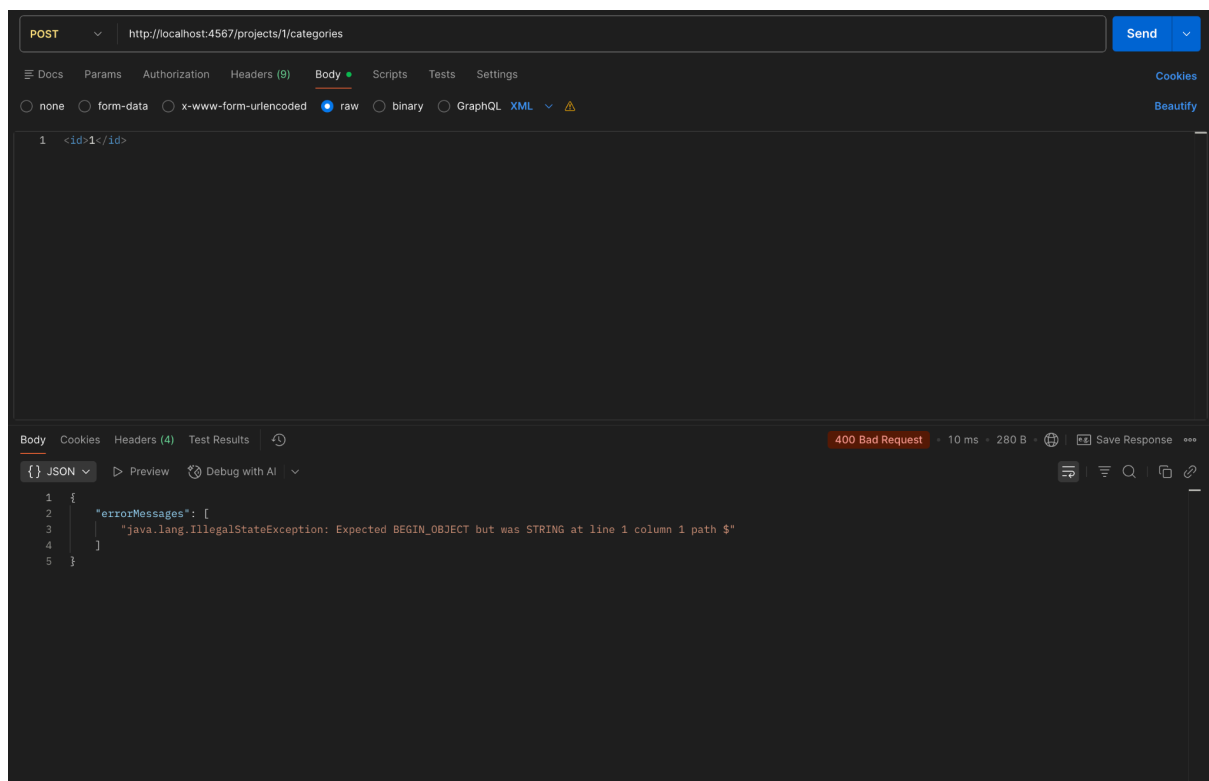 POST http://localhost:4567/projects/1/categories Send
Docs Params Authorization Headers (9) Body Scripts Tests Settings Cookies
none form-data x-www-form-urlencoded raw binary GraphQL XML Beautify
1 <id>1</id>
Body Cookies Headers (4) Test Results 400 Bad Request 10 ms 280 B e.g. Save Response
{} JSON Preview Debug with AI
1 {
2 "errorMessages": [
3 "java.lang.IllegalStateException: Expected BEGIN_OBJECT but was STRING at line 1 column 1 path $"
4 ]
5 }